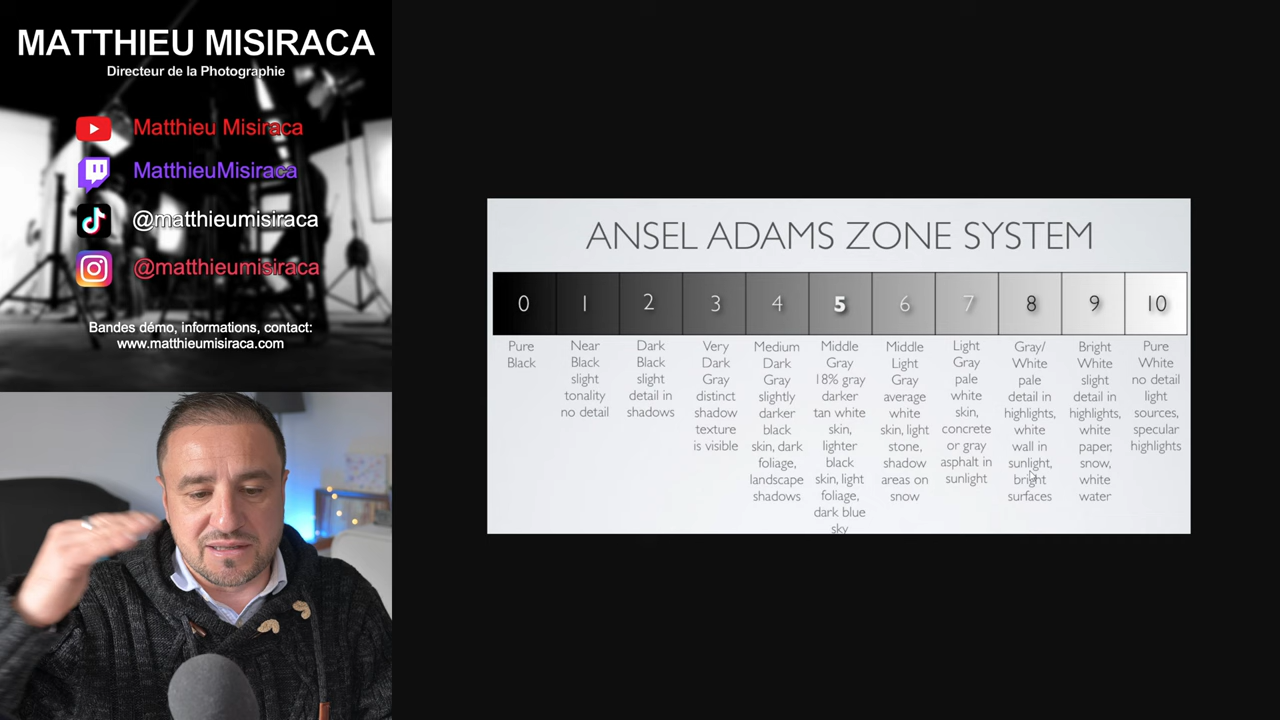 MATTHIEU MISIRACA
Directeur de la Photographie
Matthieu Misiraca
MatthieuMisiraca
@matthieumisiraca
@matthieumisiraca
Bandes démo, informations, contact:
www.matthieumisiraca.com
ANSEL ADAMS ZONE SYSTEM
0
1
2
3
4
5
6
7
8
9
10
Pure
Black
Near
Black
slight
tonality
no detail
Dark
Black
slight
detail in
shadows
Very
Dark
Gray
distinct
shadow
texture
is visible
Medium
Dark
Gray
slightly
darker
black
skin, dark
foliage,
landscape
shadows
Middle
Gray
18% gray
darker
tan white
skin,
lighter
black
skin, light
foliage,
dark blue
sky
Middle
Light
Gray
average
white
skin, light
stone,
shadow
areas on
snow
Light
Gray
pale
white
skin,
concrete
or gray
asphalt in
sunlight
Gray/
White
pale
detail in
highlights,
white
wall in
sunlight,
bright
surfaces
Bright
White
slight
detail in
highlights,
white
paper,
snow,
white
water
Pure
White
no detail
light
sources,
specular
highlights